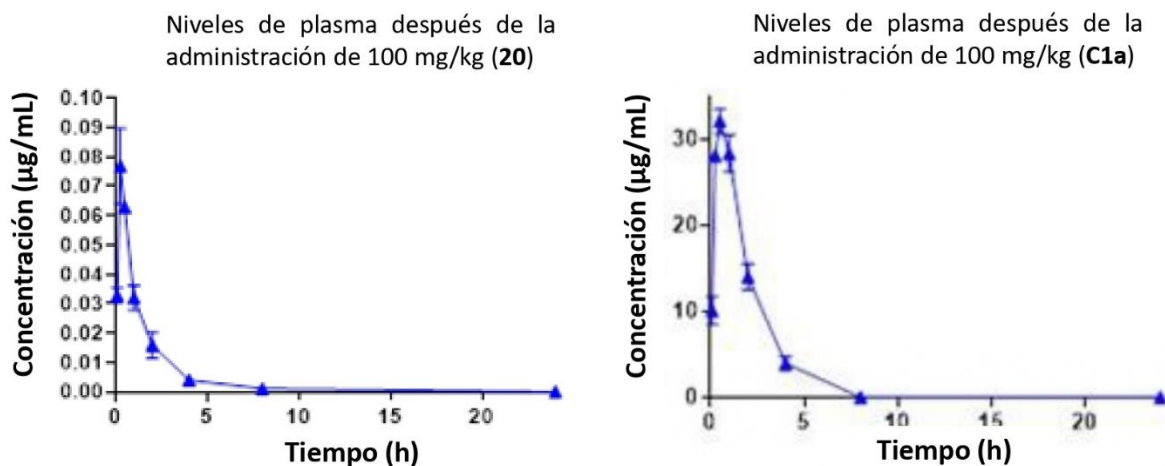 Niveles de plasma después de la
administración de 100 mg/kg (20)
Concentración (µg/mL)
0.10
0.09
0.08
0.07
0.06
0.05
0.04
0.03
0.02
0.01
0.00
0 5 10 15 20
Tiempo (h)
Niveles de plasma después de la
administración de 100 mg/kg (C1a)
Concentración (µg/mL)
30
20
10
0
0 5 10 15 20
Tiempo (h)